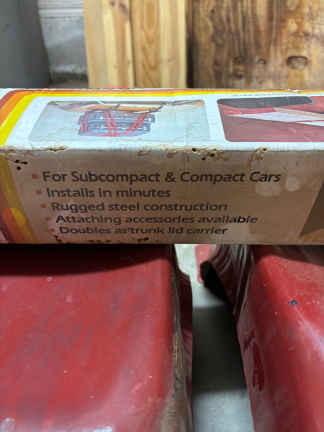 • For Subcompact & Compact Cars
• Installs in minutes
• Rugged steel construction
• Attaching accessories available
• Doubles as trunk lid carrier